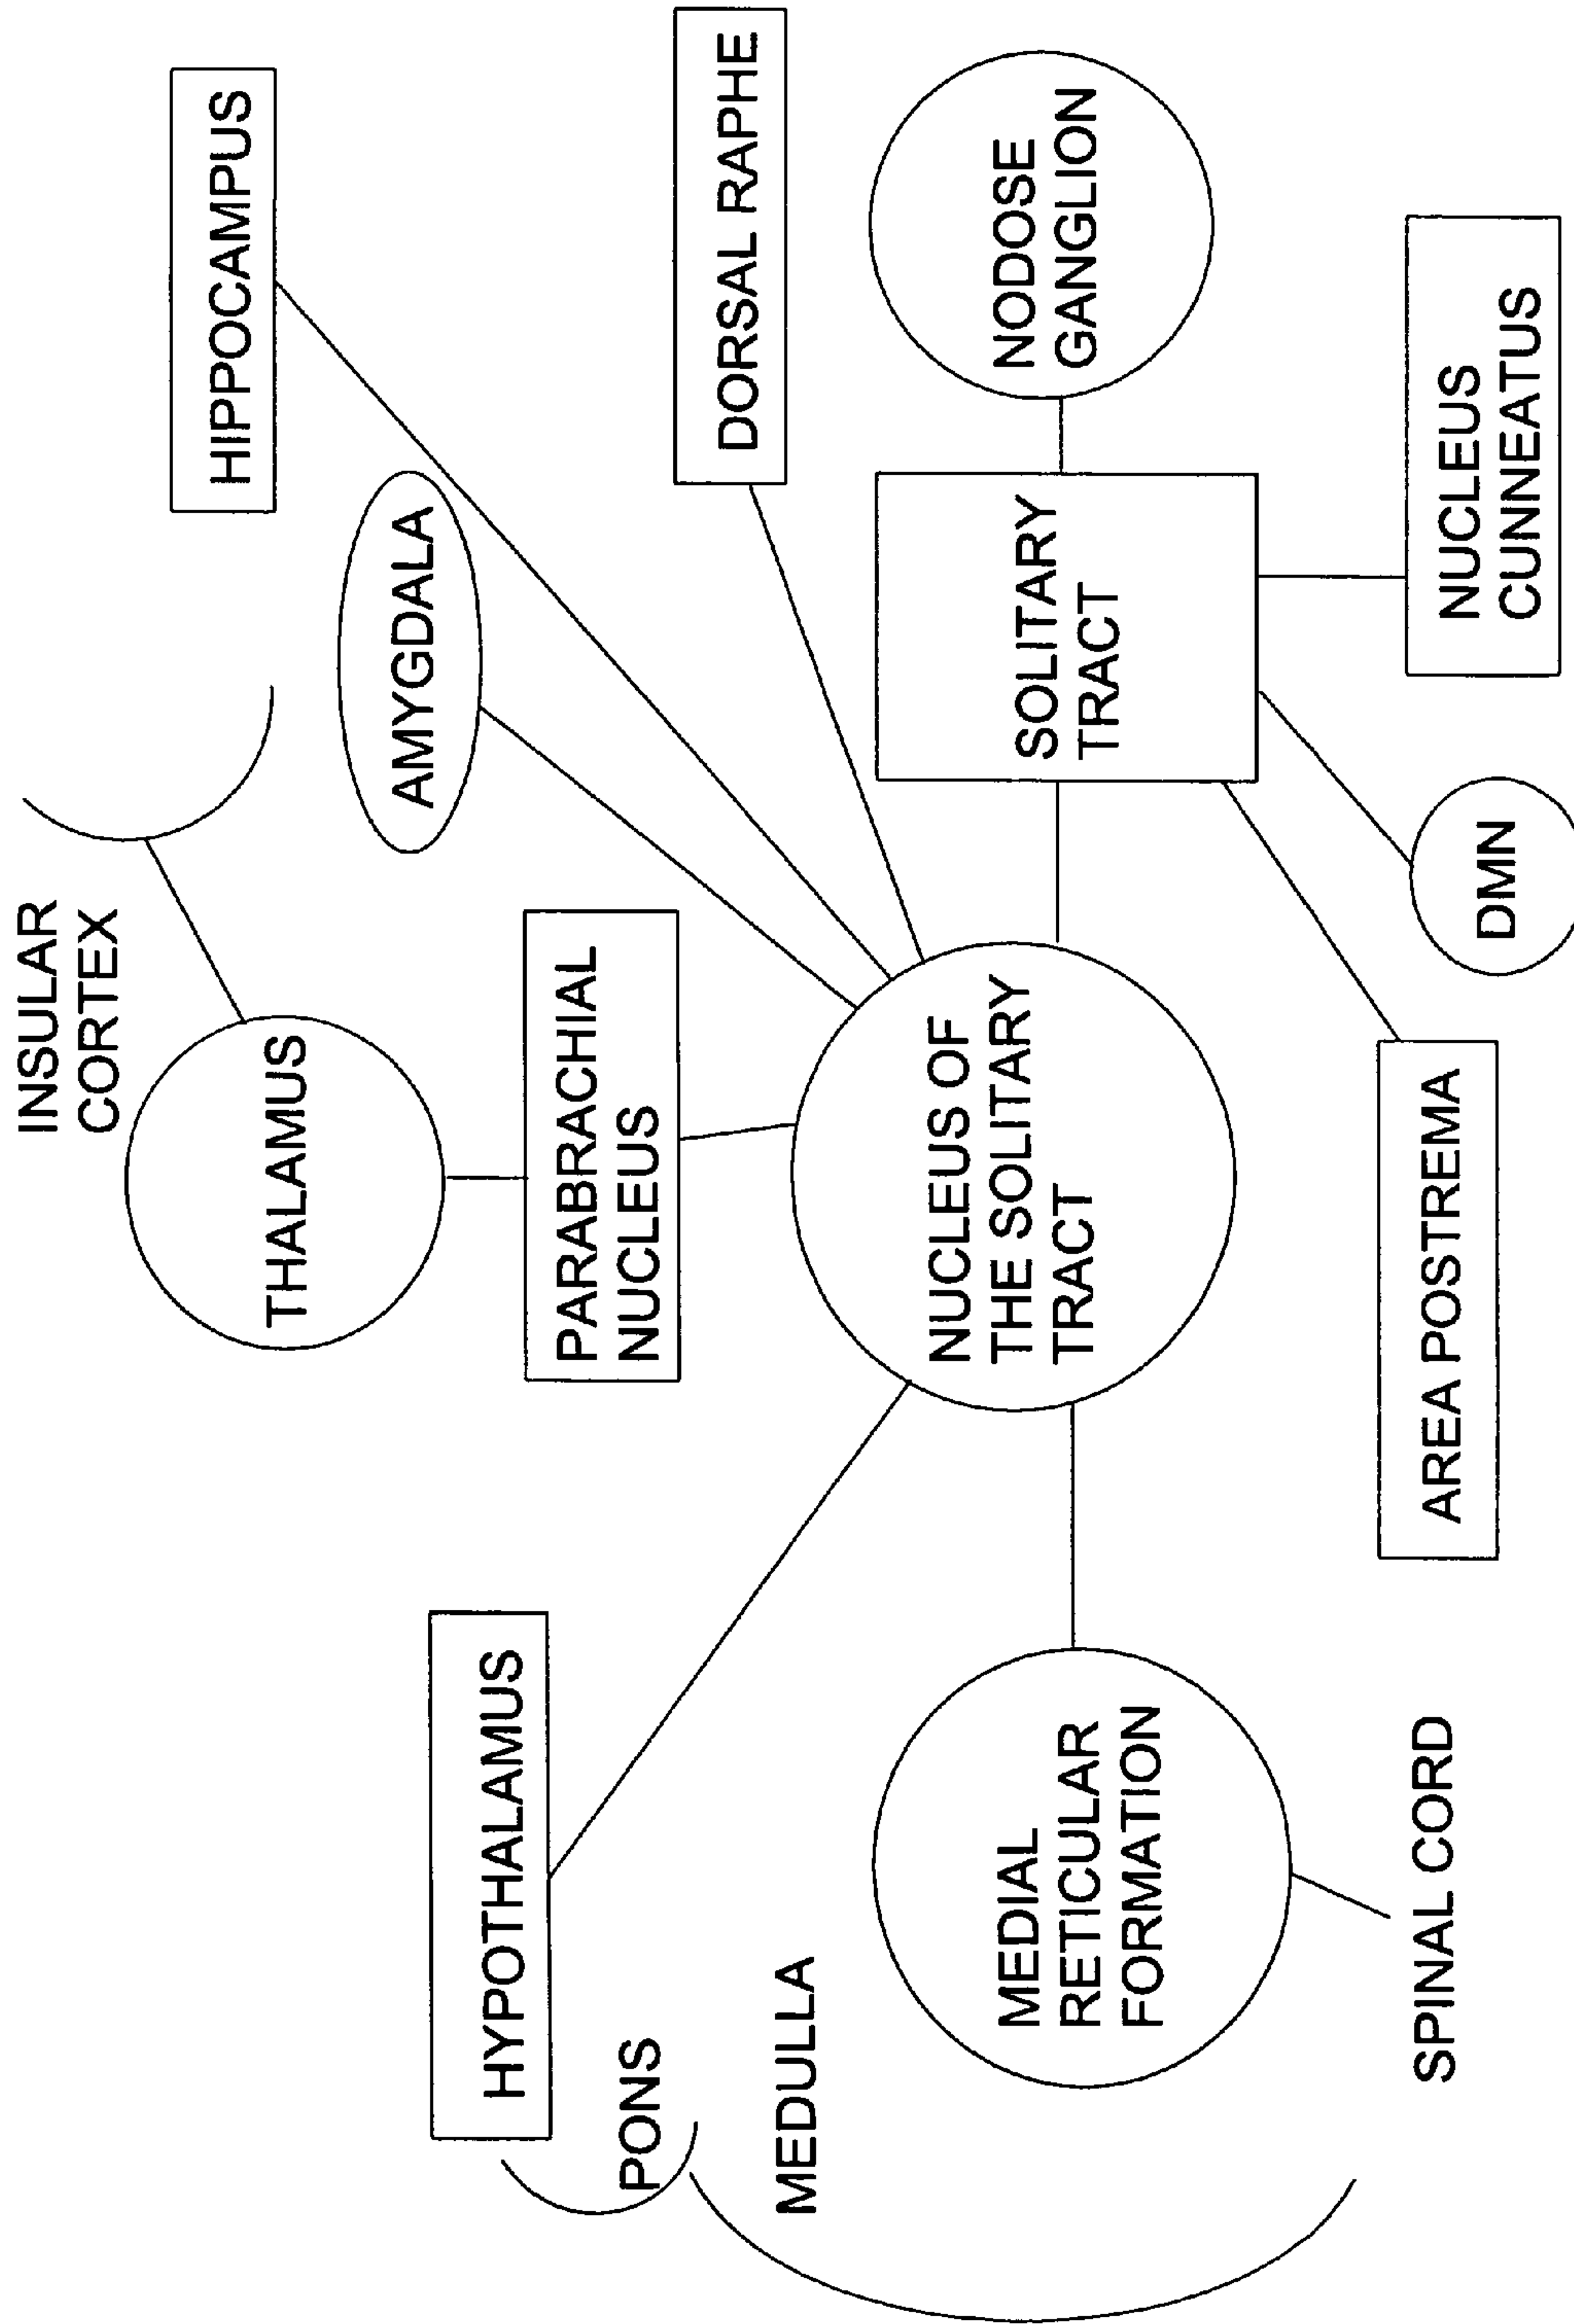 INSULAR
CORTEX
HIPPOCAMPUS
THALAMUS
AMYGDALA
HYPOTHALAMUS
PARABRACHIAL
NUCLEUS
PONS
DORSAL RAPHE
MEDULLA
NUCLEUS OF
THE SOLITARY
TRACT
MEDIAL
RETICULAR
FORMATION
SOLITARY
TRACT
NODOSE
GANGLION
SPINAL CORD
AREA POSTREMA
DMN
NUCLEUS
CUNNEATUS